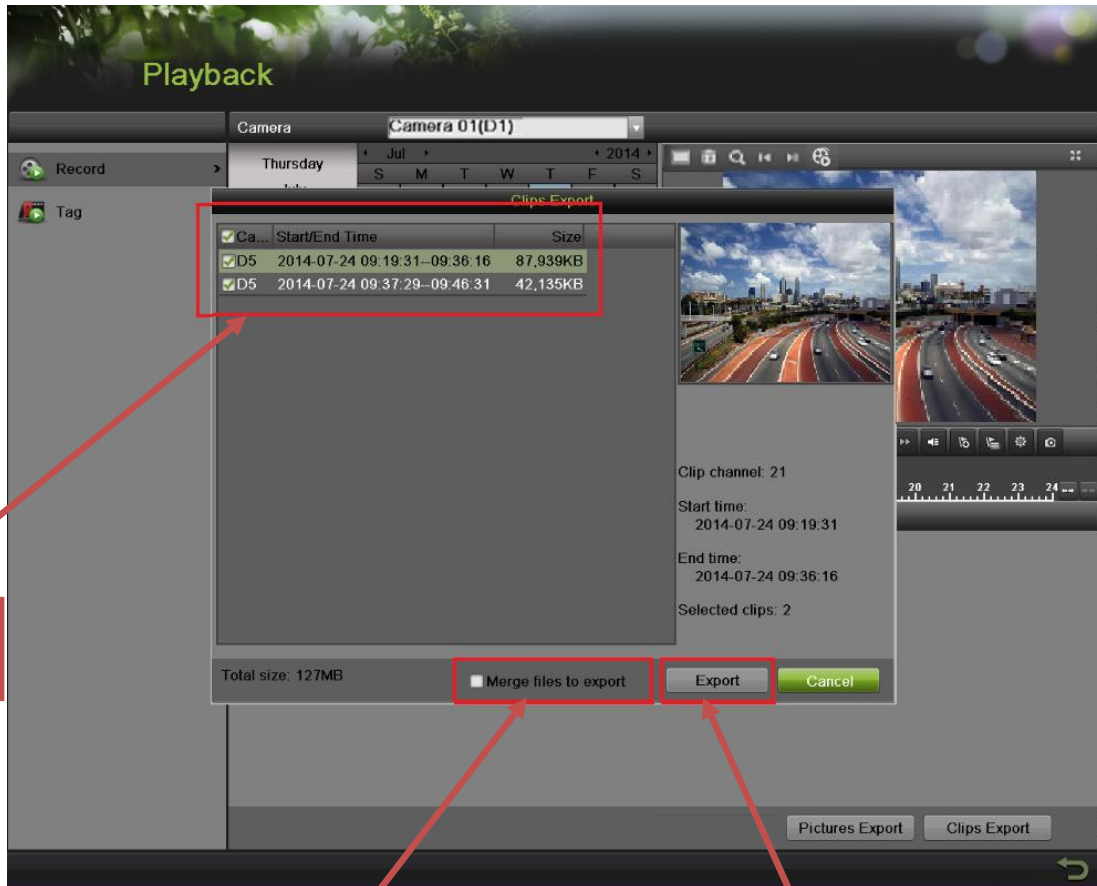 Playback
Camera Camera 01(D1)
Record
Tag
Thursday Jul 2014
S M T W T F S
Clips Export
Ca... Start/End Time Size
D5 2014-07-24 09:19:31--09:36:16 87,939KB
D5 2014-07-24 09:37:29--09:46:31 42,135KB
Clip channel: 21
Start time:
2014-07-24 09:19:31
End time:
2014-07-24 09:36:16
Selected clips: 2
20 21 22 23 24
Total size: 127MB Merge files to export Export Cancel
Pictures Export Clips Export